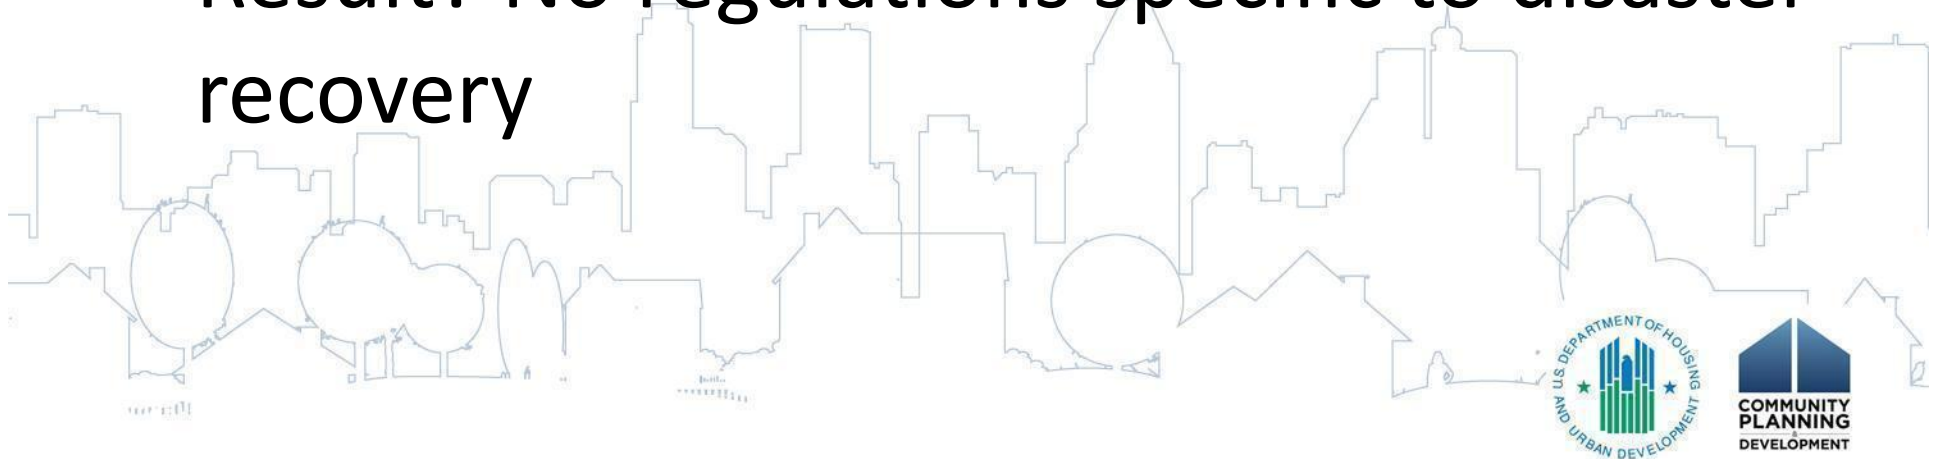 Result? No regulations specific to disaster
recovery
U.S. DEPARTMENT OF HOUSING
AND URBAN DEVELOPMENT
COMMUNITY
PLANNING
&
DEVELOPMENT